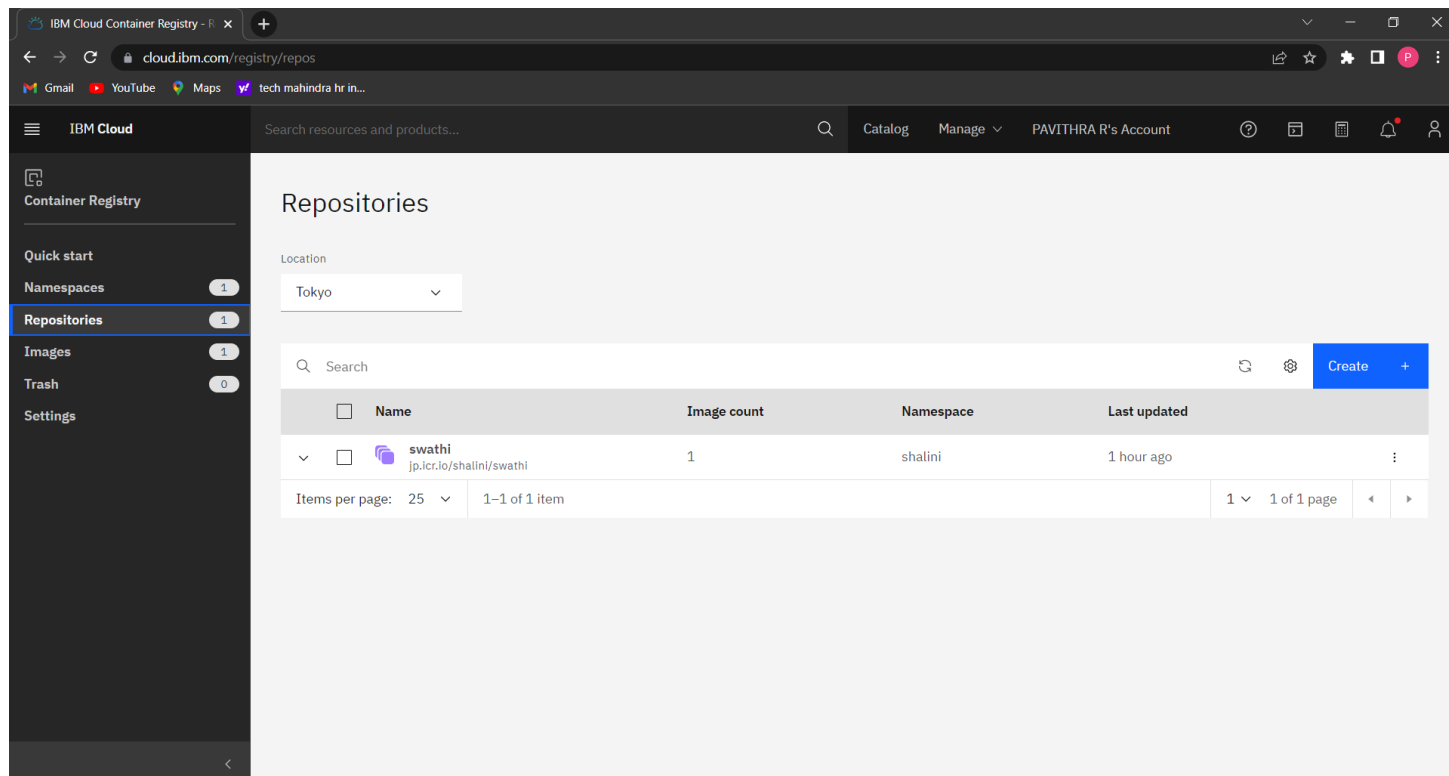 IBM Cloud Container Registry - R
cloud.ibm.com/registry/repos
Gmail YouTube Maps tech mahindra hr in...
IBM Cloud Search resources and products... Catalog Manage PAVITHRA R's Account
Container Registry
Quick start
Namespaces 1
Repositories 1
Images 1
Trash 0
Settings
Repositories
Location
Tokyo
Search Create +
Name Image count Namespace Last updated
swathi 1 shalini 1 hour ago
jp.icr.io/shalini/swathi
Items per page: 25 1–1 of 1 item 1 1 of 1 page
P